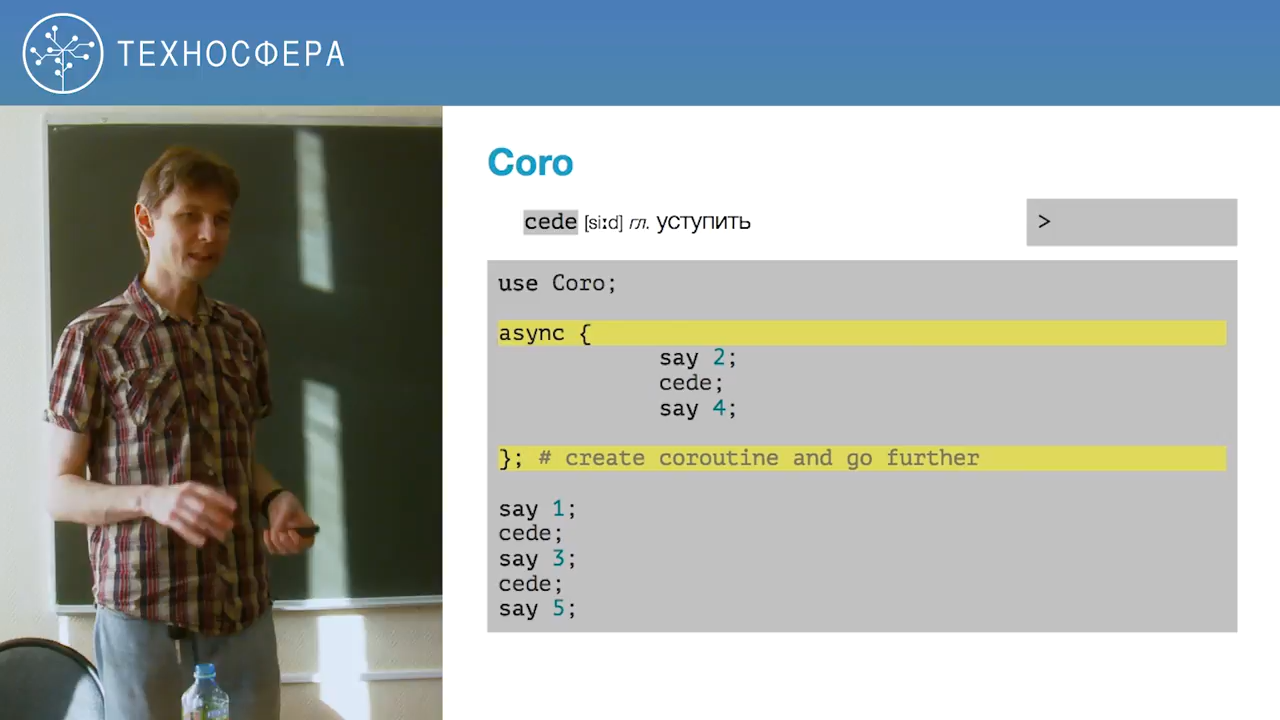 ТЕХНОСФЕРА
Coro
cede [si:d] гл. уступить
>
use Coro;
async {
say 2;
cede;
say 4;
}; # create coroutine and go further
say 1;
cede;
say 3;
cede;
say 5;